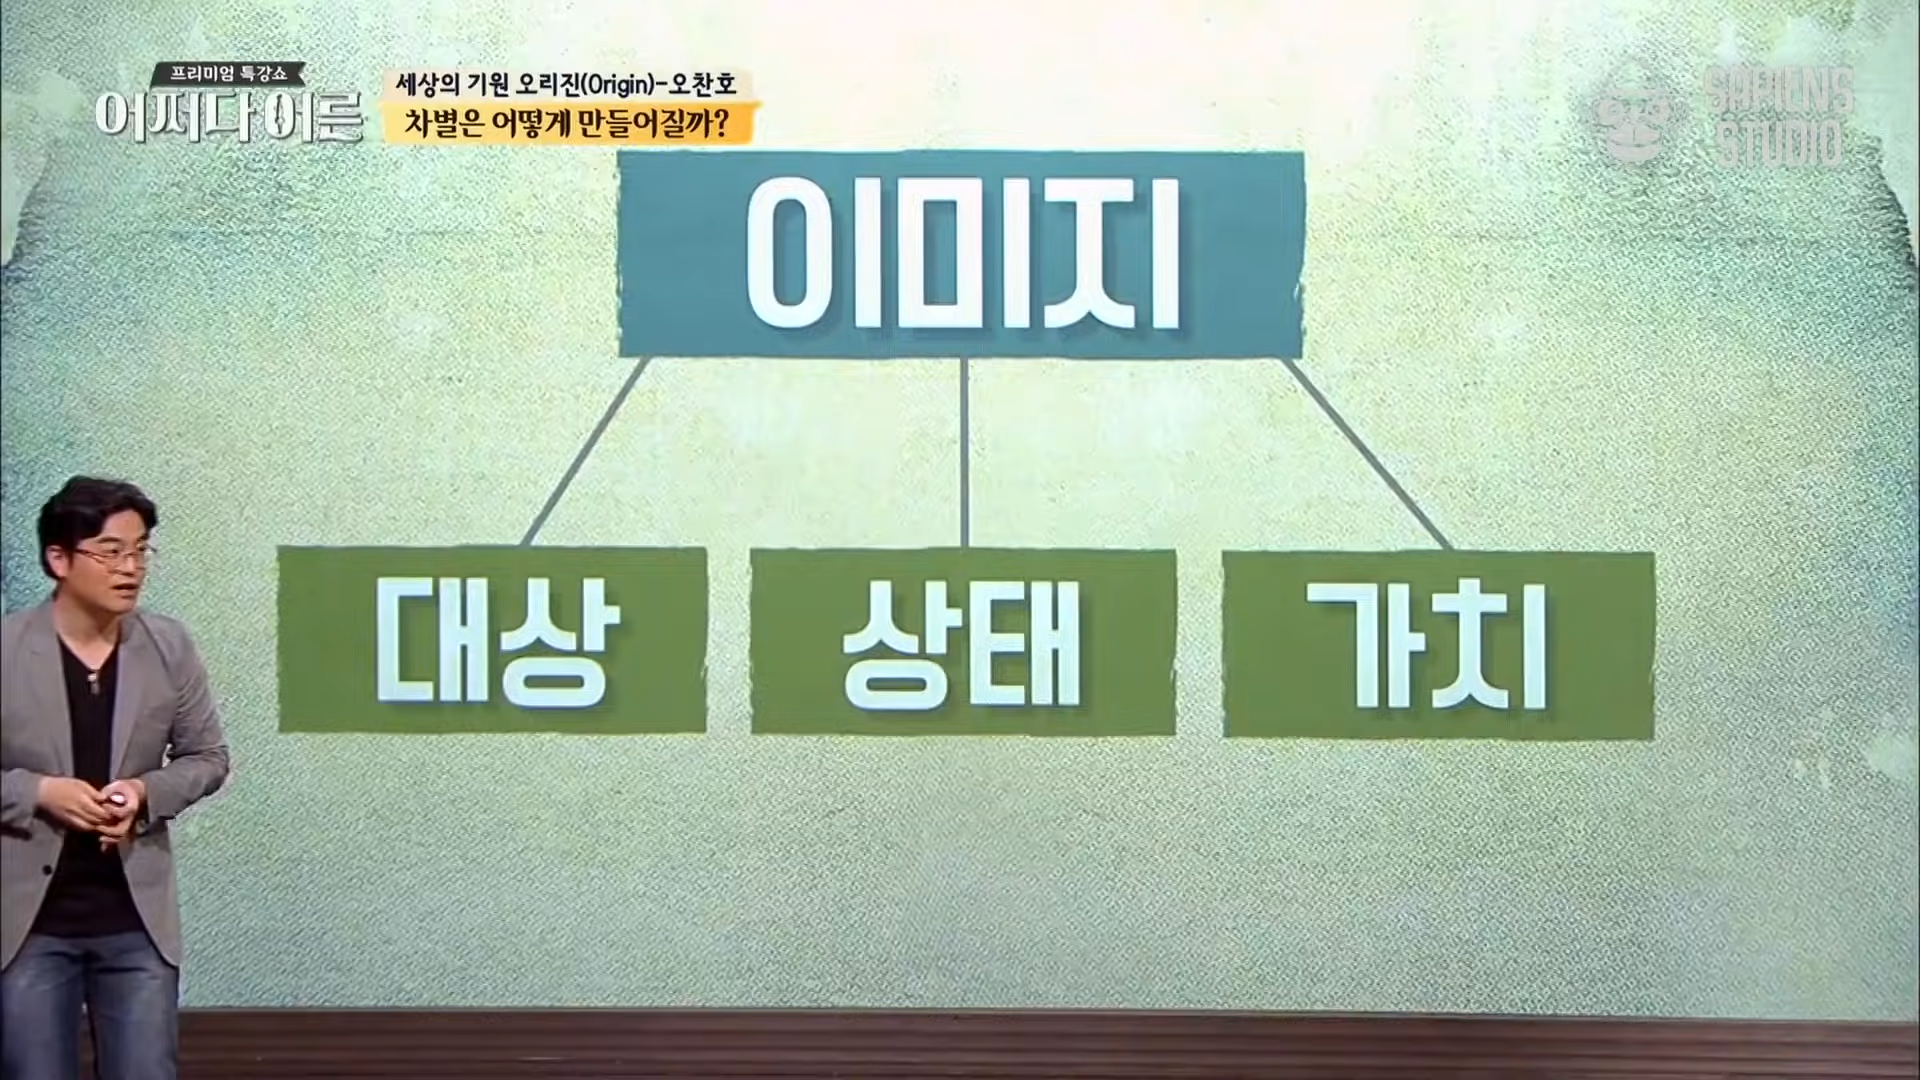 프리미엄 특강쇼
어쩌다 어른
세상의 기원 오리진(Origin)-오찬호
차별은 어떻게 만들어질까?
SAPIENS
STUDIO
이미지
대상
상태
가치